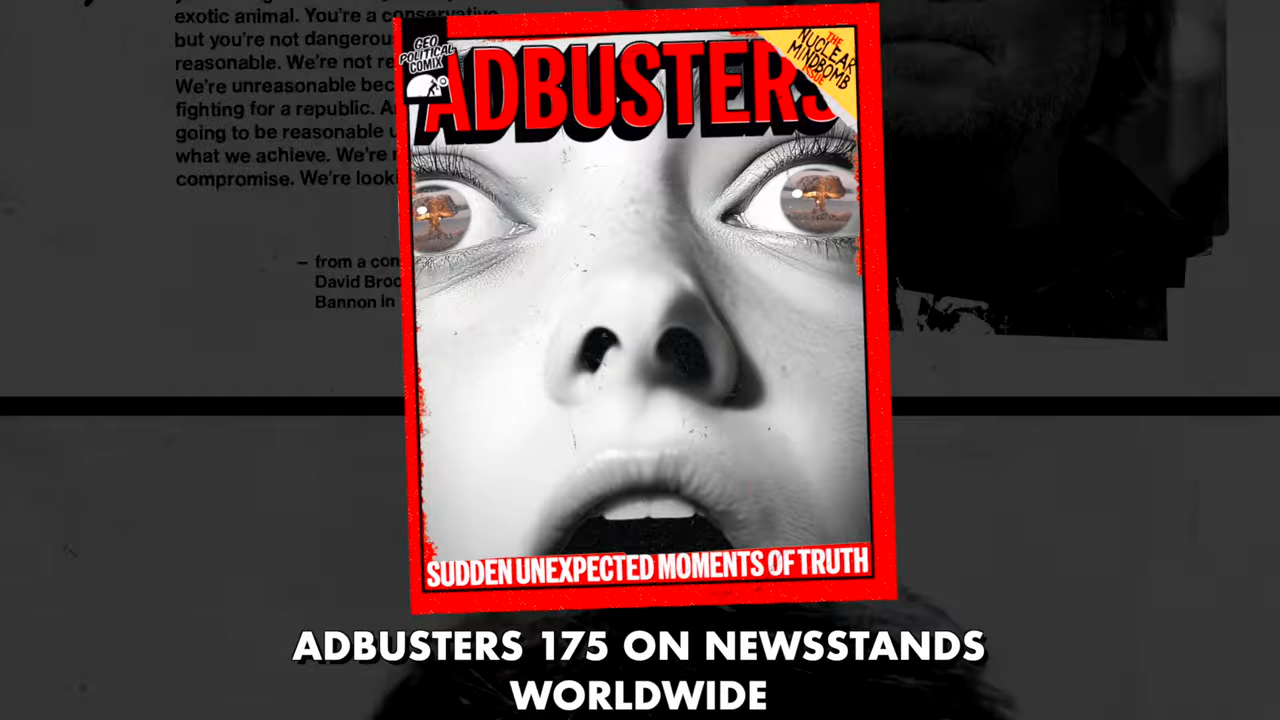 exotic animal. You're a conservative
but you're not dangerou
reasonable. We're not re
We're unreasonable bec
fighting for a republic. A
going to be reasonable u
what we achieve. We're
compromise. We're look
– from a con
David Broo
Bannon in
GEO
POLITICAL
COMIX
ADBUSTERS
THE
NUCLEAR
MINDBOMB
ISSUE
SUDDEN UNEXPECTED MOMENTS OF TRUTH
ADBUSTERS 175 ON NEWSSTANDS
WORLDWIDE